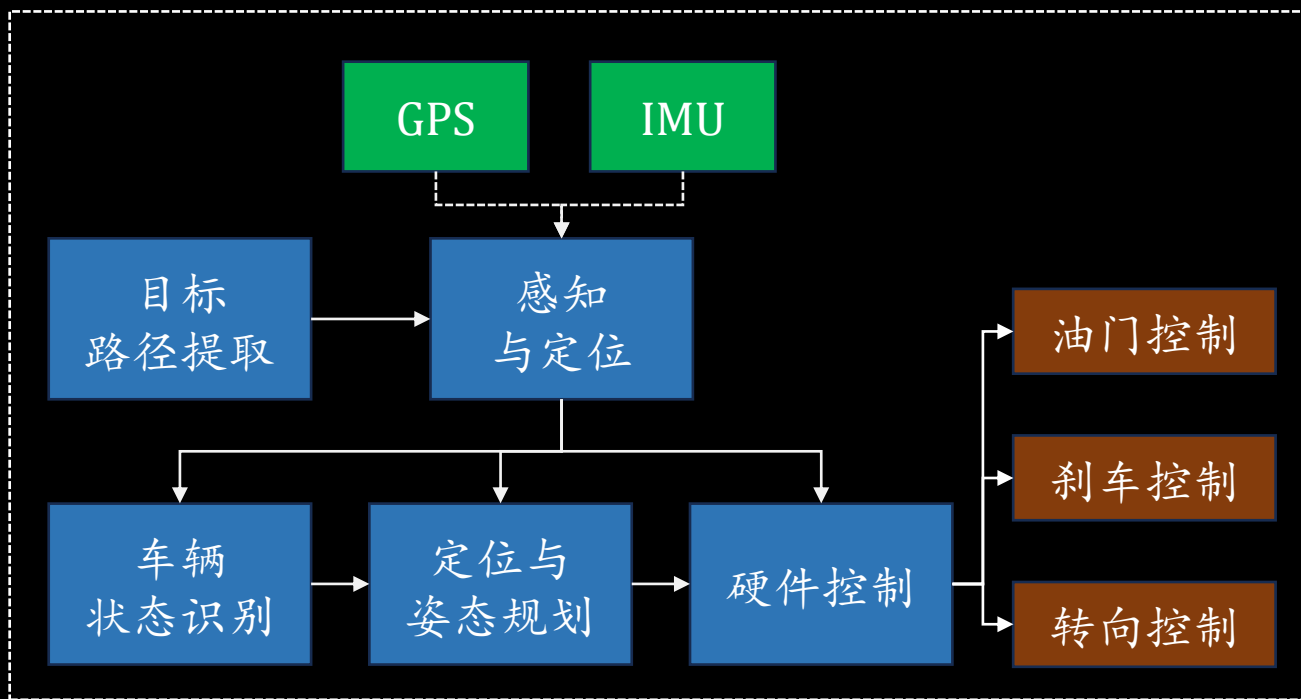 GPS
IMU
目标
路径提取
感知
与定位
油门控制
刹车控制
车辆
状态识别
定位与
姿态规划
硬件控制
转向控制